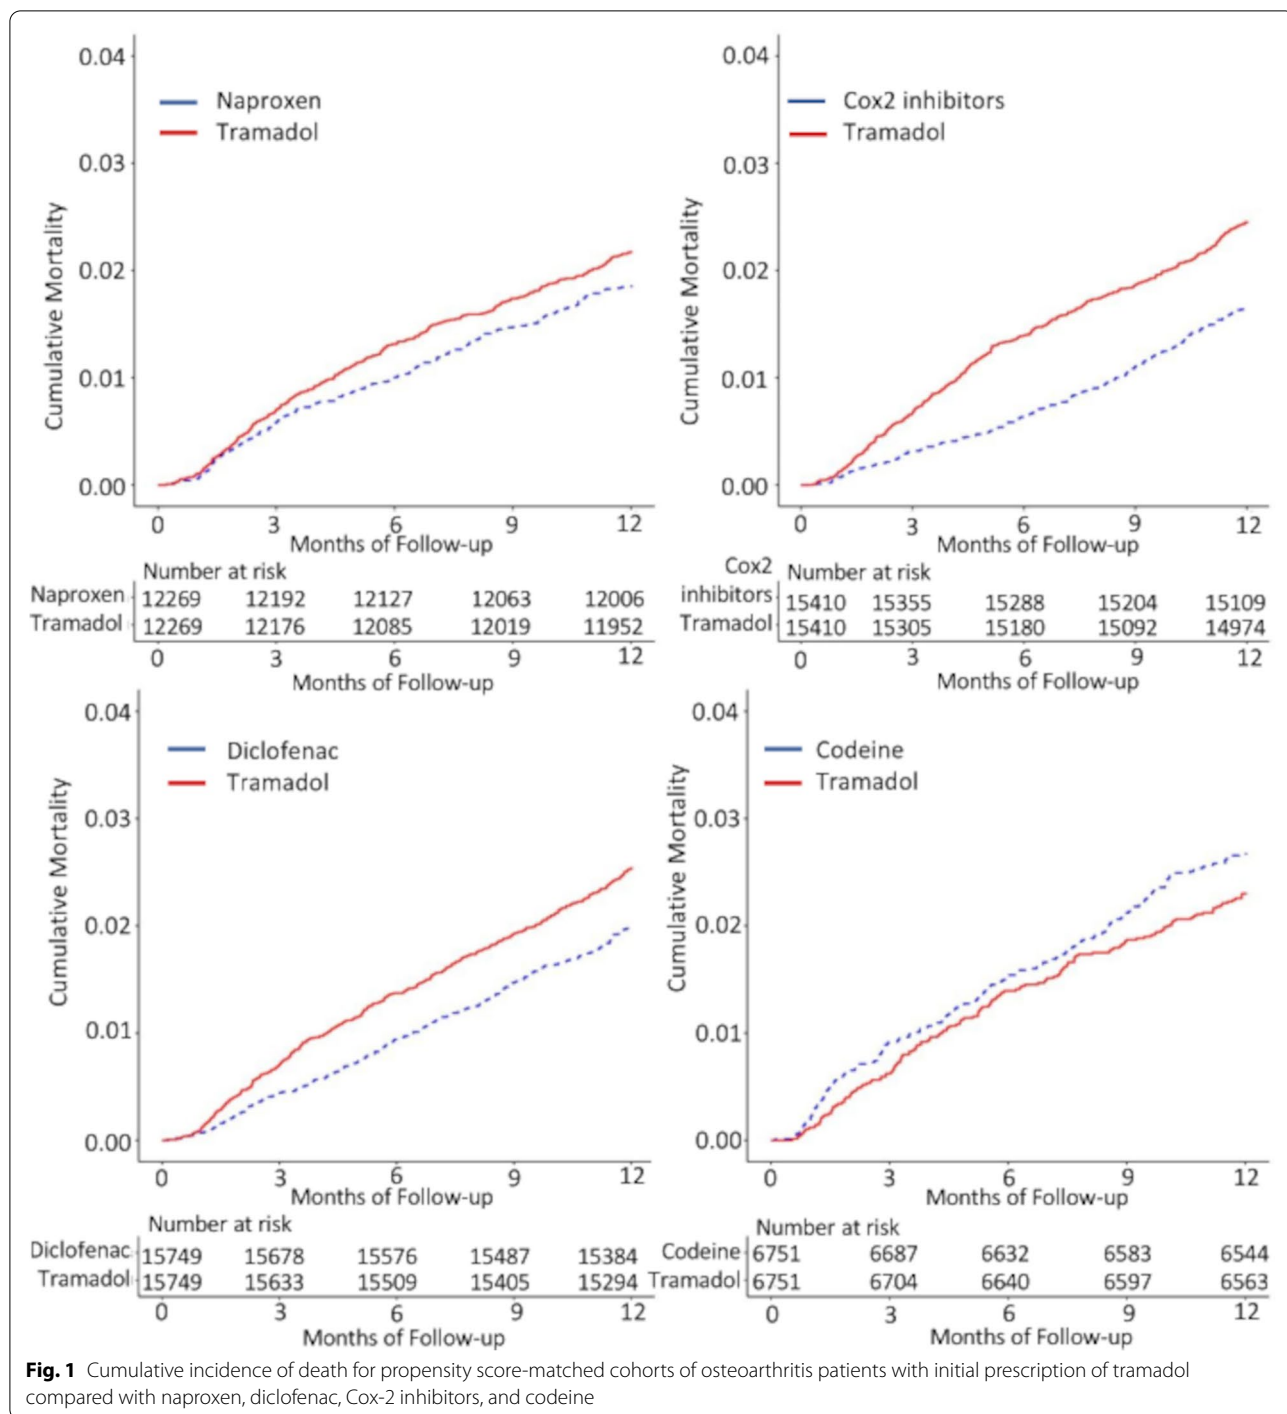 0.04
0.03
0.02
0.01
0.00
Cumulative Mortality
Naproxen
Tramadol
0 3 6 9 12
Months of Follow-up
Number at risk
Naproxen 12269 12192 12127 12063 12006
Tramadol 12269 12176 12085 12019 11952
0 3 6 9 12
Months of Follow-up
0.04
0.03
0.02
0.01
0.00
Cumulative Mortality
Cox2 inhibitors
Tramadol
0 3 6 9 12
Months of Follow-up
Cox2 Number at risk
inhibitors 15410 15355 15288 15204 15109
Tramadol 15410 15305 15180 15092 14974
0 3 6 9 12
Months of Follow-up
0.04
0.03
0.02
0.01
0.00
Cumulative Mortality
Diclofenac
Tramadol
0 3 6 9 12
Months of Follow-up
Number at risk
Diclofenac 15749 15678 15576 15487 15384
Tramadol 15749 15633 15509 15405 15294
0 3 6 9 12
Months of Follow-up
0.04
0.03
0.02
0.01
0.00
Cumulative Mortality
Codeine
Tramadol
0 3 6 9 12
Months of Follow-up
Number at risk
Codeine 6751 6687 6632 6583 6544
Tramadol 6751 6704 6640 6597 6563
0 3 6 9 12
Months of Follow-up
Fig. 1 Cumulative incidence of death for propensity score-matched cohorts of osteoarthritis patients with initial prescription of tramadol
compared with naproxen, diclofenac, Cox-2 inhibitors, and codeine